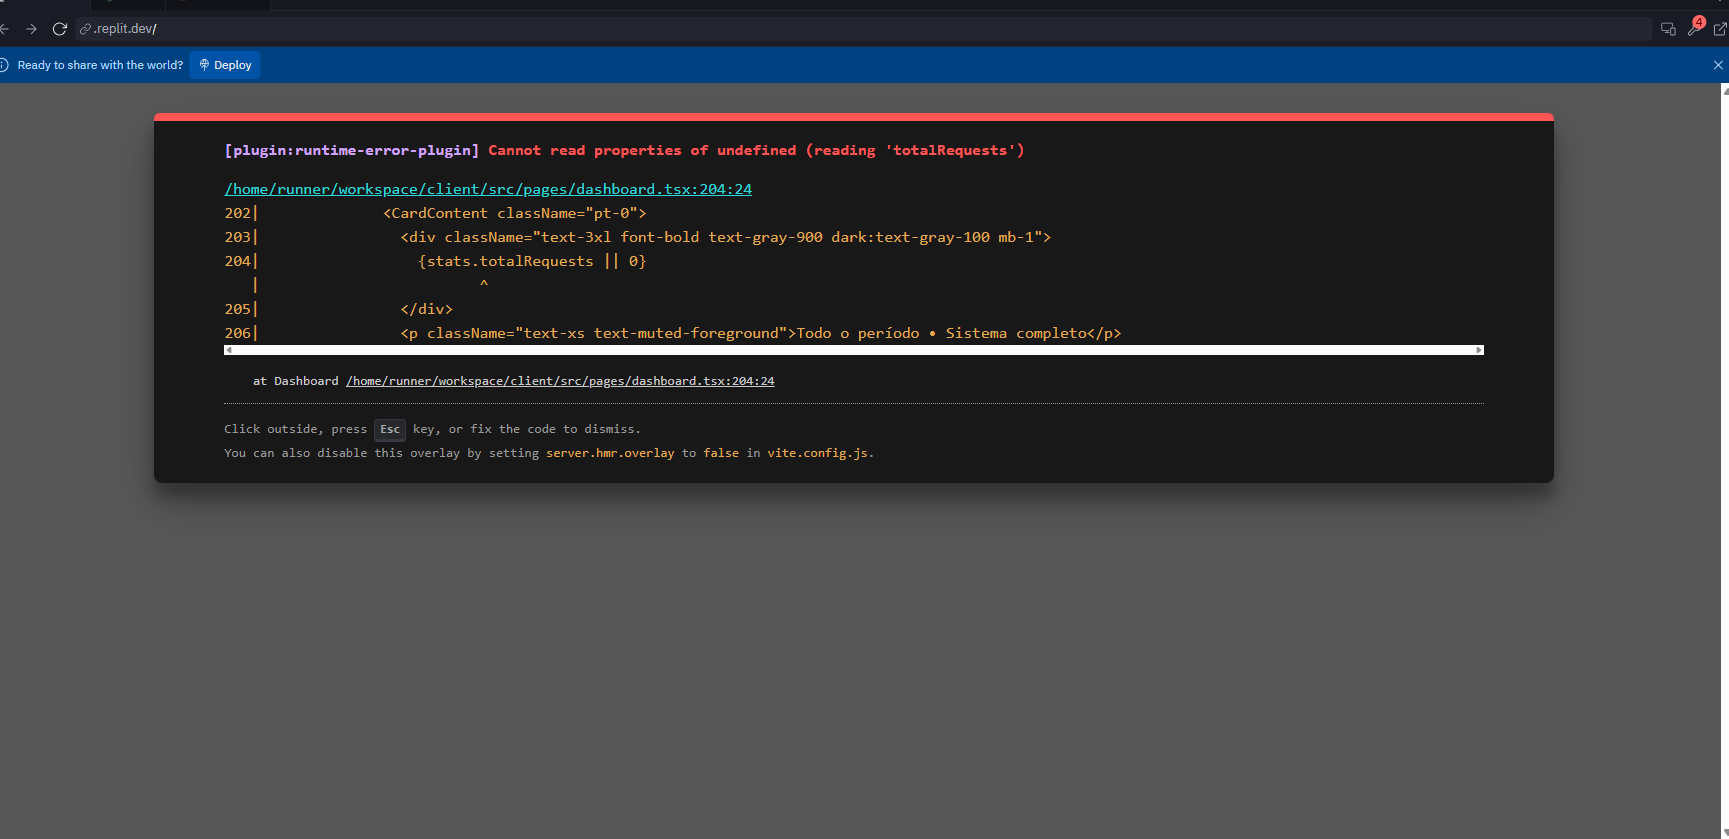 .replit.dev/
4
Ready to share with the world? Deploy
[plugin:runtime-error-plugin] Cannot read properties of undefined (reading 'totalRequests')
/home/runner/workspace/client/src/pages/dashboard.tsx:204:24
202| <CardContent className="pt-0">
203| <div className="text-3xl font-bold text-gray-900 dark:text-gray-100 mb-1">
204| {stats.totalRequests || 0}
| ^
205| </div>
206| <p className="text-xs text-muted-foreground">Todo o período • Sistema completo</p>
at Dashboard /home/runner/workspace/client/src/pages/dashboard.tsx:204:24
Click outside, press Esc key, or fix the code to dismiss.
You can also disable this overlay by setting server.hmr.overlay to false in vite.config.js.